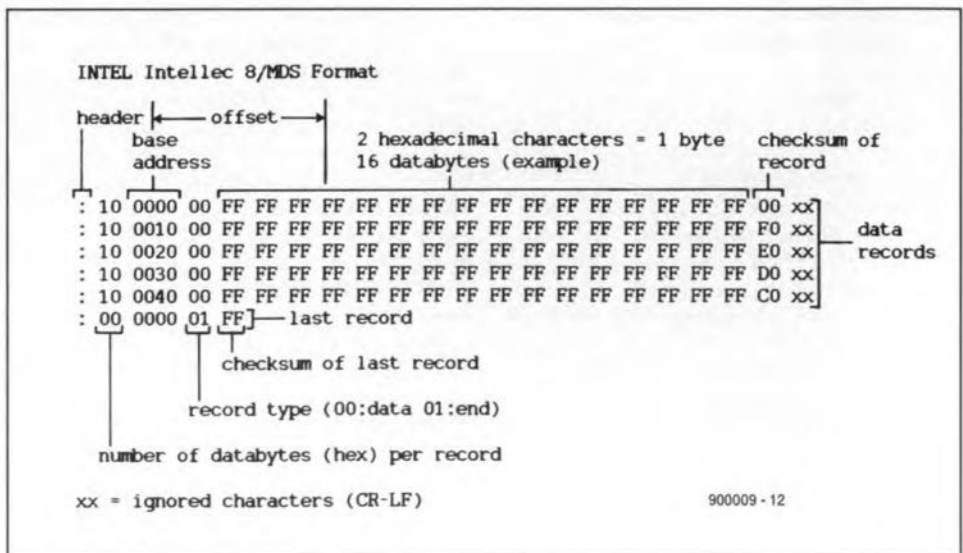 INTEL Intellec 8/MDS Format
header offset
base address
2 hexadecimal characters = 1 byte
16 databytes (example)
checksum of record
: 10 0000 00 FF FF FF FF FF FF FF FF FF FF FF FF FF FF FF FF 00 xx
: 10 0010 00 FF FF FF FF FF FF FF FF FF FF FF FF FF FF FF FF F0 xx
: 10 0020 00 FF FF FF FF FF FF FF FF FF FF FF FF FF FF FF FF E0 xx
: 10 0030 00 FF FF FF FF FF FF FF FF FF FF FF FF FF FF FF FF D0 xx
: 10 0040 00 FF FF FF FF FF FF FF FF FF FF FF FF FF FF FF FF C0 xx
data records
: 00 0000 01 FF last record
checksum of last record
record type (00:data 01:end)
number of databytes (hex) per record
xx = ignored characters (CR-LF)
900009 - 12